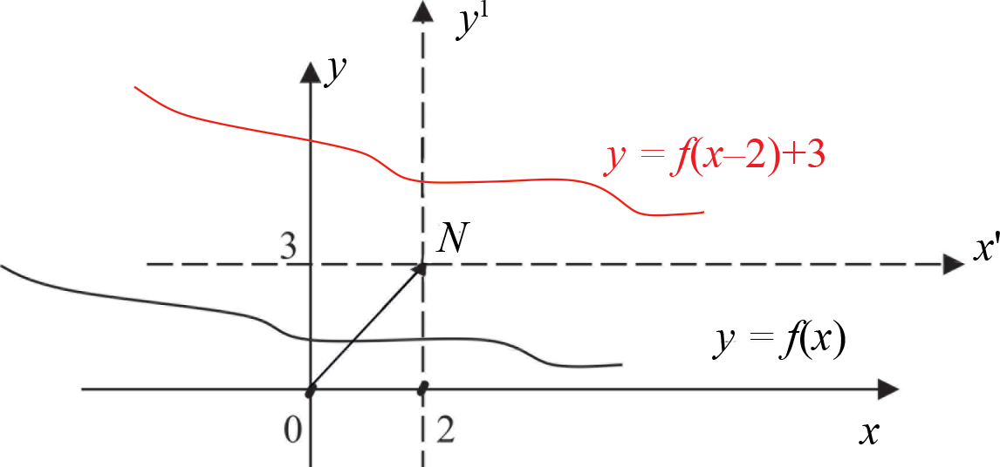 y¹
y
y = f(x–2)+3
N
3
x'
y = f(x)
0
2
x